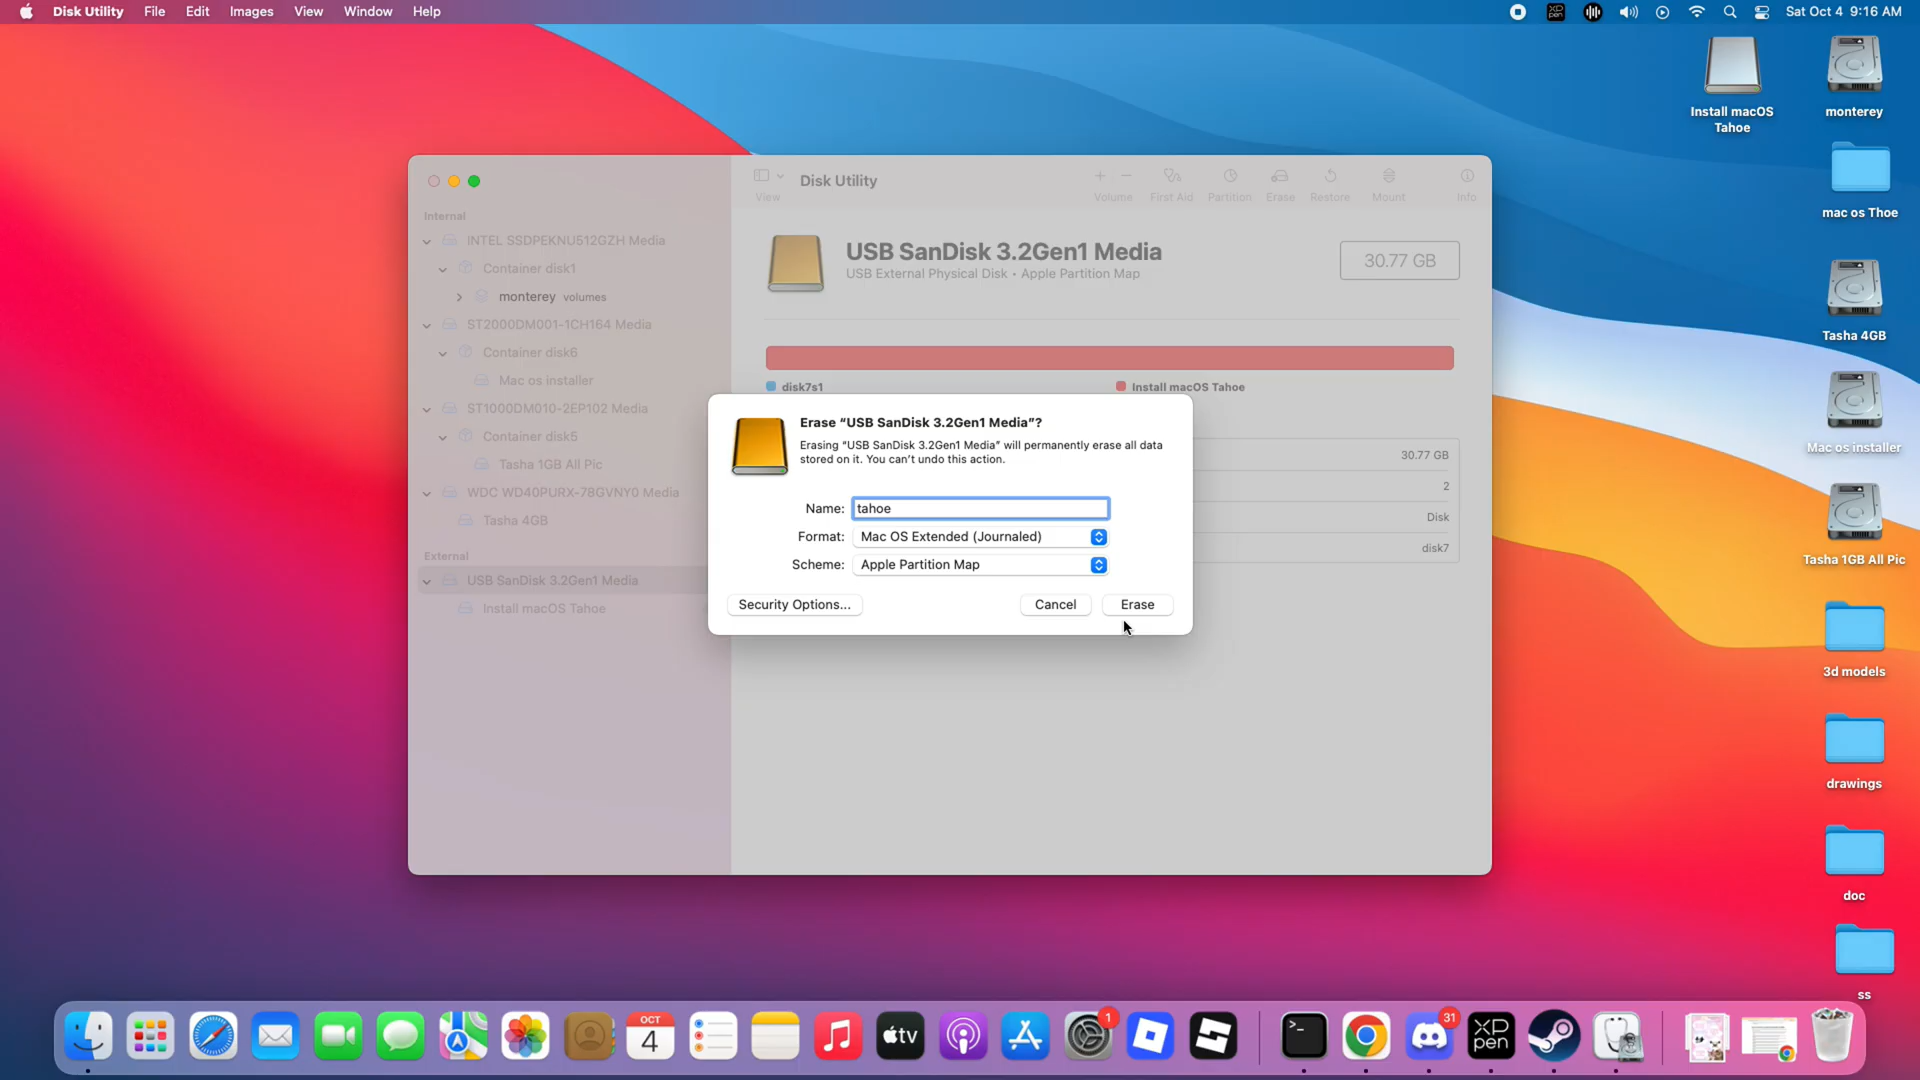 Disk Utility File Edit Images View Window Help
XP pen
Sat Oct 4 9:16 AM
Install macOS
Tahoe
monterey
mac os Thoe
Tasha 4GB
Mac os installer
Tasha 1GB All Pic
3d models
drawings
doc
ss
View
Disk Utility
Volume
First Aid
Partition
Erase
Restore
Mount
Info
Internal
INTEL SSDPEKNU512GZH Media
Container disk1
monterey volumes
ST2000DM001-1CH164 Media
Container disk6
Mac os installer
ST1000DM010-2EP102 Media
Container disk5
Tasha 1GB All Pic
WDC WD40PURX-78GVNY0 Media
Tasha 4GB
External
USB SanDisk 3.2Gen1 Media
Install macOS Tahoe
USB SanDisk 3.2Gen1 Media
USB External Physical Disk • Apple Partition Map
30.77 GB
disk7s1
Install macOS Tahoe
30.77 GB
2
Disk
disk7
Erase “USB SanDisk 3.2Gen1 Media”?
Erasing “USB SanDisk 3.2Gen1 Media” will permanently erase all data
stored on it. You can’t undo this action.
Name: tahoe
Format: Mac OS Extended (Journaled)
Scheme: Apple Partition Map
Security Options...
Cancel
Erase
OCT
4
tv
1
31
XP
pen